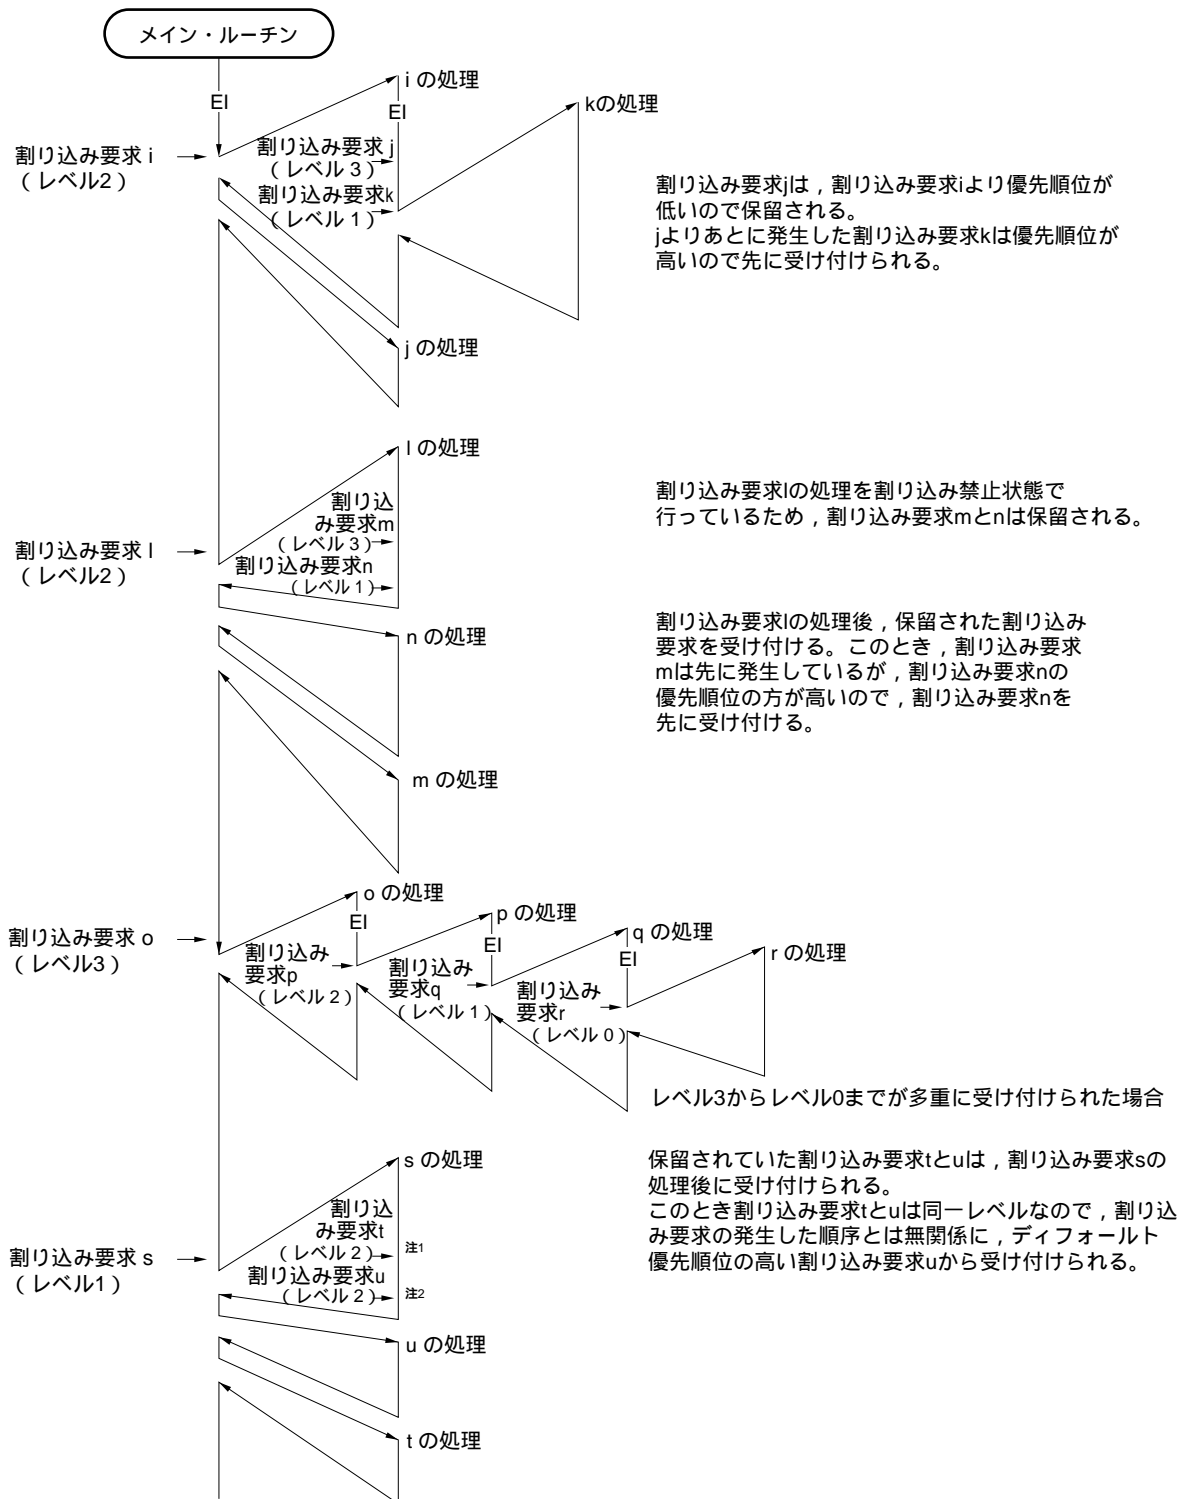 メイン・ルーチン
EI
i の処理
EI
kの処理
割り込み要求 i
（レベル2）
割り込み要求 j
（レベル 3）
割り込み要求k
（レベル 1）
割り込み要求jは，割り込み要求iより優先順位が
低いので保留される。
jよりあとに発生した割り込み要求kは優先順位が
高いので先に受け付けられる。
j の処理
l の処理
割り込
み要求m
（レベル 3）
割り込み要求 l
（レベル2）
割り込み要求n
（レベル 1）
割り込み要求lの処理を割り込み禁止状態で
行っているため，割り込み要求mとnは保留される。
n の処理
割り込み要求lの処理後，保留された割り込み
要求を受け付ける。このとき，割り込み要求
mは先に発生しているが，割り込み要求nの
優先順位の方が高いので，割り込み要求nを
先に受け付ける。
m の処理
o の処理
EI
p の処理
EI
q の処理
EI
r の処理
割り込み要求 o
（レベル3）
割り込み
要求p
（レベル 2）
割り込み
要求q
（レベル 1）
割り込み
要求r
（レベル 0）
レベル3からレベル0までが多重に受け付けられた場合
s の処理
割り込
み要求t
（レベル 2）
注1
割り込み要求 s
（レベル1）
割り込み要求u
（レベル 2）
注2
保留されていた割り込み要求tとuは，割り込み要求sの
処理後に受け付けられる。
このとき割り込み要求tとuは同一レベルなので，割り込
み要求の発生した順序とは無関係に，ディフォールト
優先順位の高い割り込み要求uから受け付けられる。
u の処理
t の処理